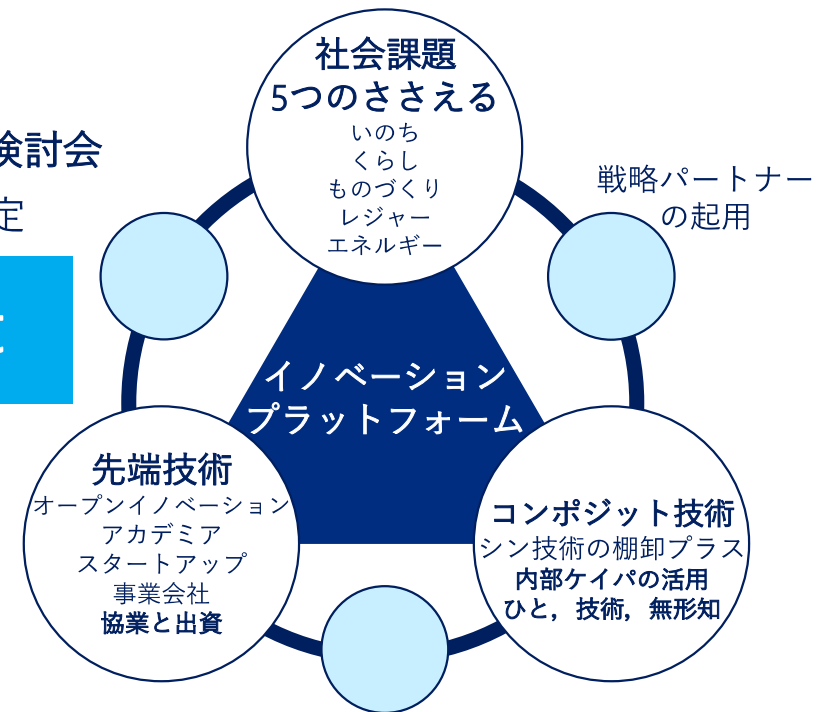 社会課題
5つのささえる
いのち
くらし
ものづくり
レジャー
エネルギー
検討会
定
戦略パートナー
の起用
イノベーション
プラットフォーム
先端技術
オープンイノベーション
アカデミア
スタートアップ
事業会社
協業と出資
コンポジット技術
シン技術の棚卸プラス
内部ケイパの活用
ひと，技術，無形知